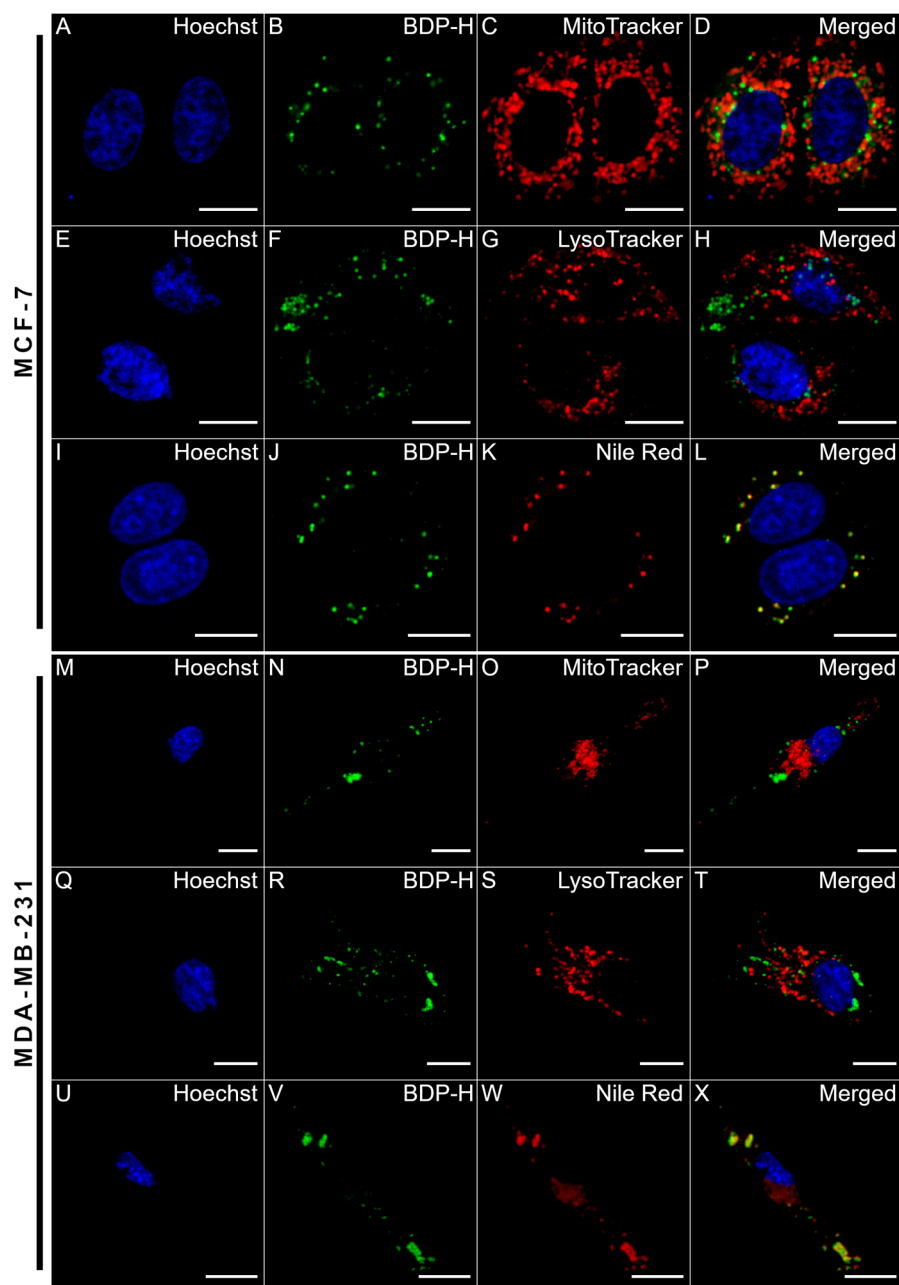 MCF-7
A Hoechst B BDP-H C MitoTracker D Merged
E Hoechst F BDP-H G LysoTracker H Merged
I Hoechst J BDP-H K Nile Red L Merged
MDA-MB-231
M Hoechst N BDP-H O MitoTracker P Merged
Q Hoechst R BDP-H S LysoTracker T Merged
U Hoechst V BDP-H W Nile Red X Merged